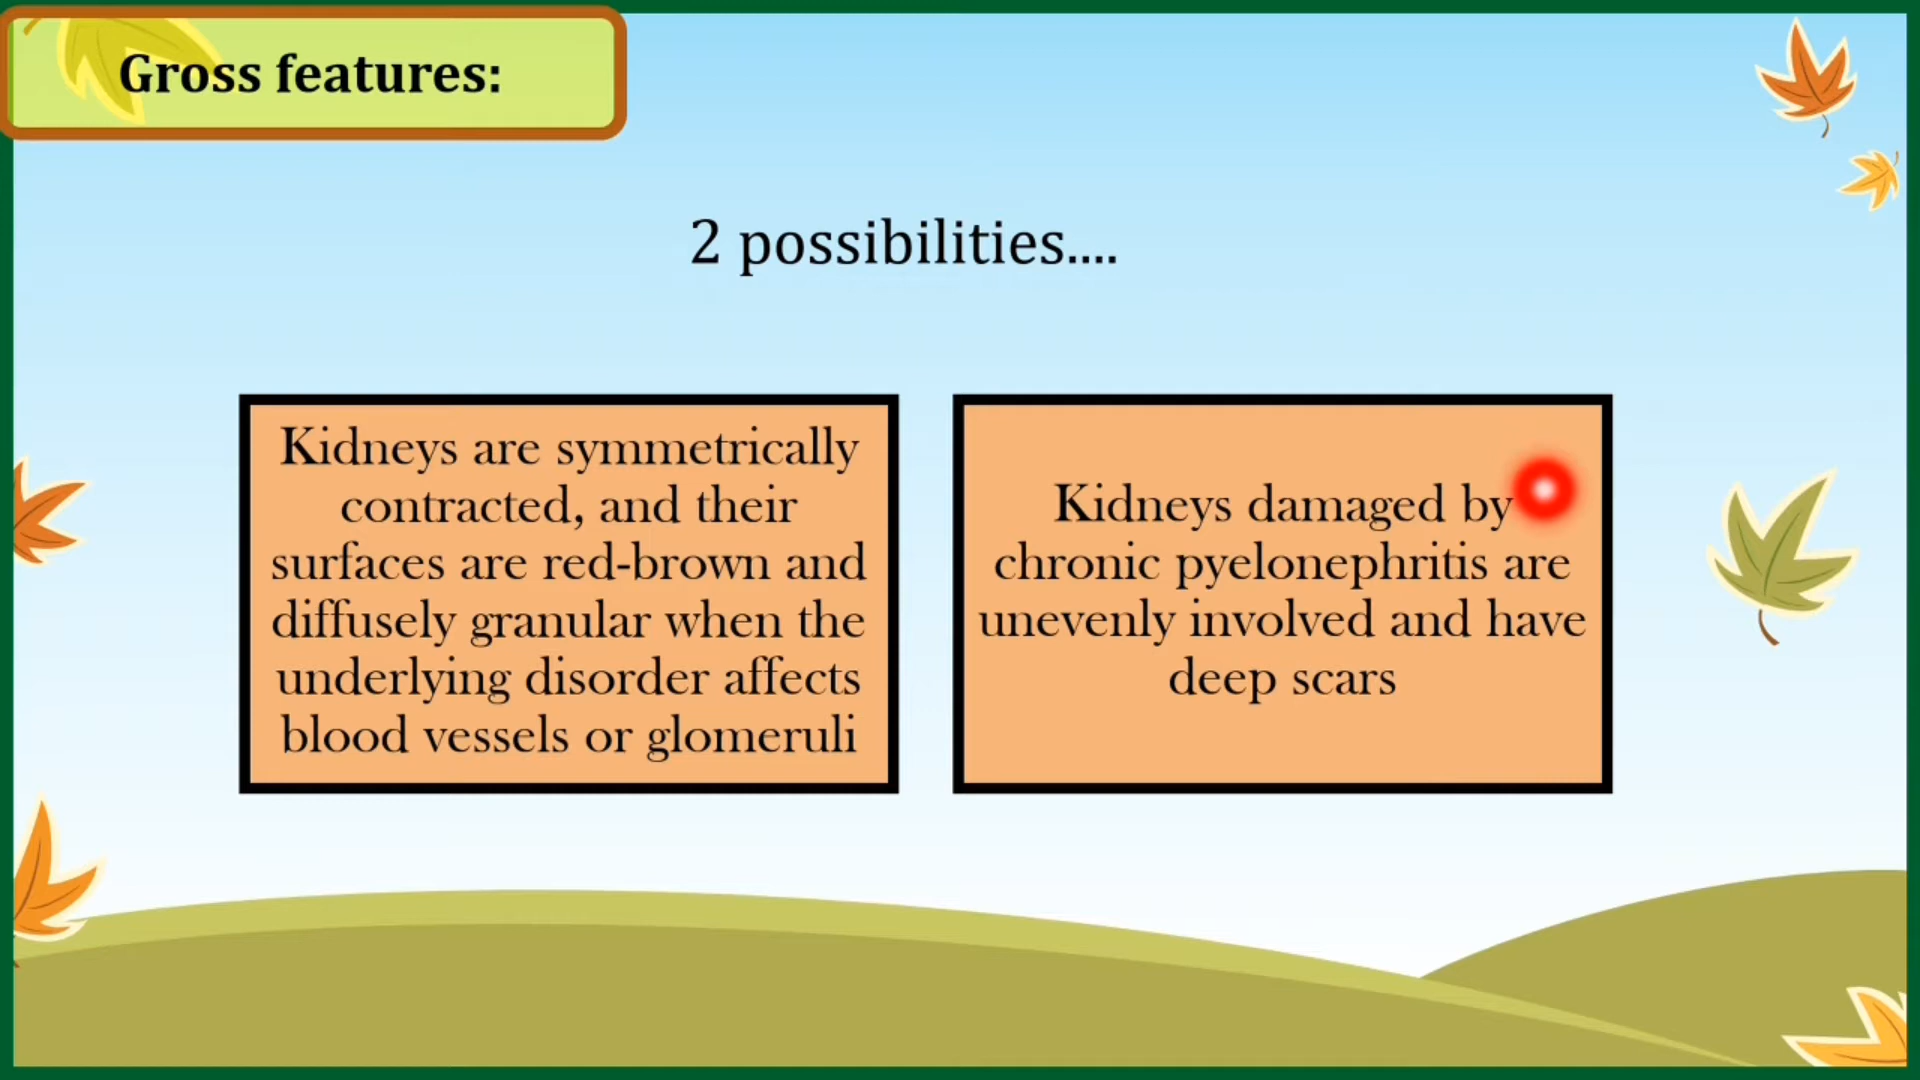 Gross features:
2 possibilities....
Kidneys are symmetrically
contracted, and their
surfaces are red-brown and
diffusely granular when the
underlying disorder affects
blood vessels or glomeruli
Kidneys damaged by
chronic pyelonephritis are
unevenly involved and have
deep scars